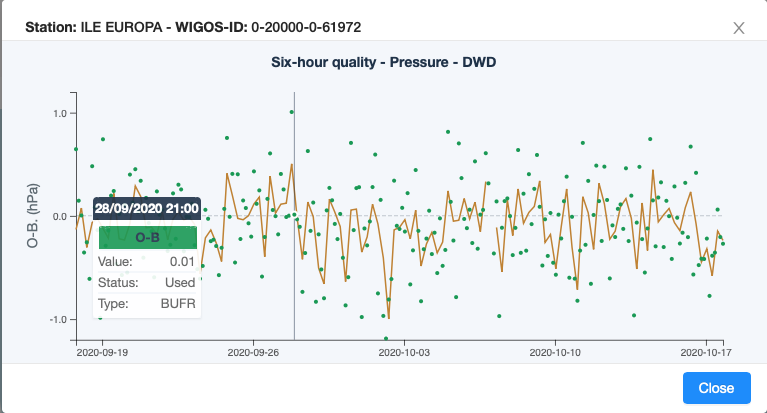 Station: ILE EUROPA - WIGOS-ID: 0-20000-0-61972
X
Six-hour quality - Pressure - DWD
O-B. (hPa)
1.0
0.0
-1.0
28/09/2020 21:00
O-B
Value: 0.01
Status: Used
Type: BUFR
2020-09-19 2020-09-26 2020-10-03 2020-10-10 2020-10-17
Close